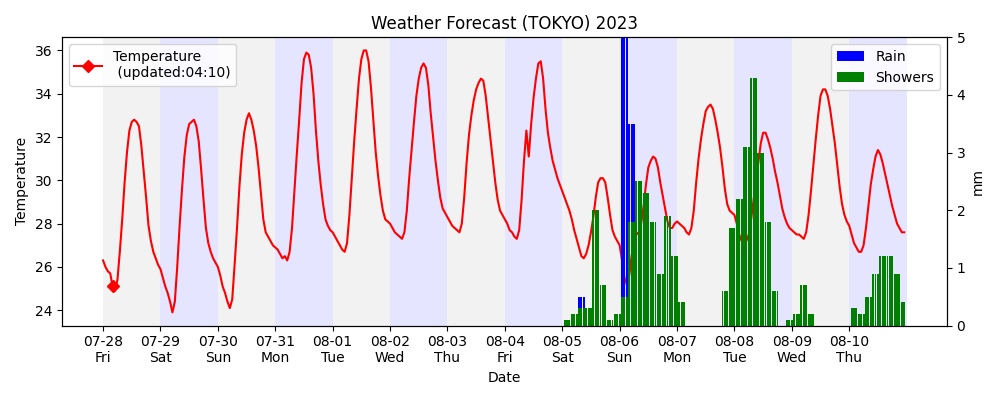 Weather Forecast (TOKYO) 2023
Temperature
(updated:04:10)
Rain
Showers
36
34
32
30
28
26
24
Temperature
5
4
3
2
1
0
mm
07-28 07-29 07-30 07-31 08-01 08-02 08-03 08-04 08-05 08-06 08-07 08-08 08-09 08-10
Fri Sat Sun Mon Tue Wed Thu Fri Sat Sun Mon Tue Wed Thu
Date